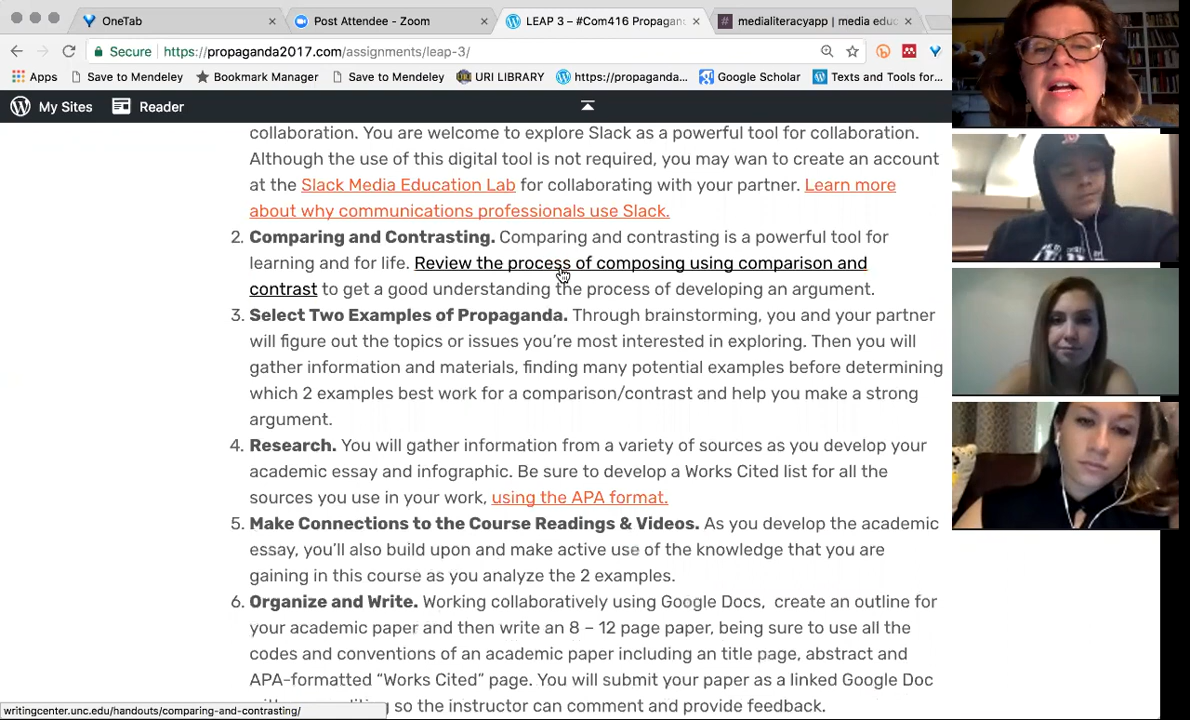 OneTab
Post Attendee - Zoom
LEAP 3 – #Com416 Propagan
medialiteracyapp | media educ
Secure
https://propaganda2017.com/assignments/leap-3/
Apps
Save to Mendeley
Bookmark Manager
Save to Mendeley
URI LIBRARY
https://propaganda...
Google Scholar
Texts and Tools for...
My Sites
Reader
collaboration. You are welcome to explore Slack as a powerful tool for collaboration.
Although the use of this digital tool is not required, you may wan to create an account
at the Slack Media Education Lab for collaborating with your partner. Learn more
about why communications professionals use Slack.
2. Comparing and Contrasting. Comparing and contrasting is a powerful tool for
learning and for life. Review the process of composing using comparison and
contrast to get a good understanding the process of developing an argument.
3. Select Two Examples of Propaganda. Through brainstorming, you and your partner
will figure out the topics or issues you're most interested in exploring. Then you will
gather information and materials, finding many potential examples before determining
which 2 examples best work for a comparison/contrast and help you make a strong
argument.
4. Research. You will gather information from a variety of sources as you develop your
academic essay and infographic. Be sure to develop a Works Cited list for all the
sources you use in your work, using the APA format.
5. Make Connections to the Course Readings & Videos. As you develop the academic
essay, you'll also build upon and make active use of the knowledge that you are
gaining in this course as you analyze the 2 examples.
6. Organize and Write. Working collaboratively using Google Docs, create an outline for
your academic paper and then write an 8 – 12 page paper, being sure to use all the
codes and conventions of an academic paper including an title page, abstract and
APA-formatted "Works Cited" page. You will submit your paper as a linked Google Doc
so the instructor can comment and provide feedback.
writingcenter.unc.edu/handouts/comparing-and-contrasting/